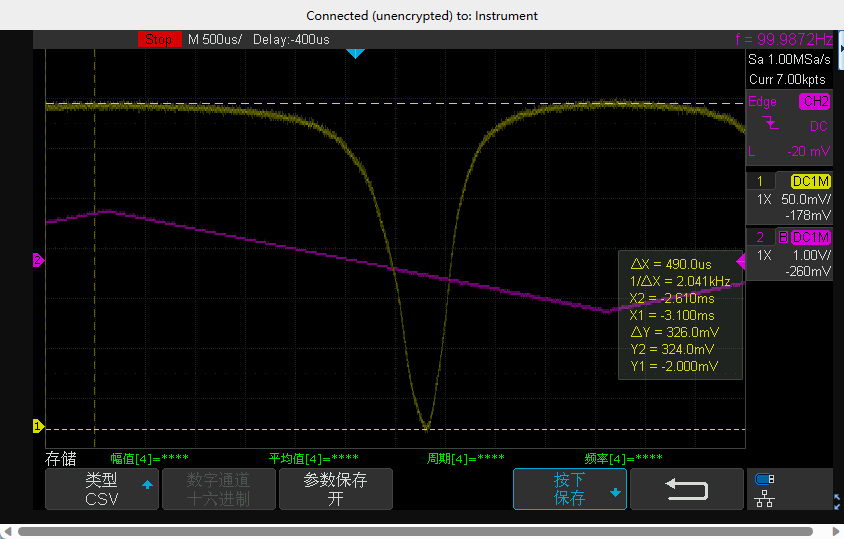 Connected (unencrypted) to: Instrument
Stop M 500us/ Delay:-400us f = 99.9872Hz
Sa 1.00MSa/s
Curr 7.00kpts
Edge CH2
DC
L -20 mV
1 DC1M
1X 50.0mV/
-178mV
2 B DC1M
1X 1.00V/
-260mV
2
△X = 490.0us
1/△X = 2.041kHz
X2 = -2.610ms
X1 = -3.100ms
△Y = 326.0mV
Y2 = 324.0mV
Y1 = -2.000mV
1
存储 幅值[4]=**** 平均值[4]=**** 周期[4]=**** 频率[4]=****
类型
CSV
数字通道
十六进制
参数保存
开
按下
保存